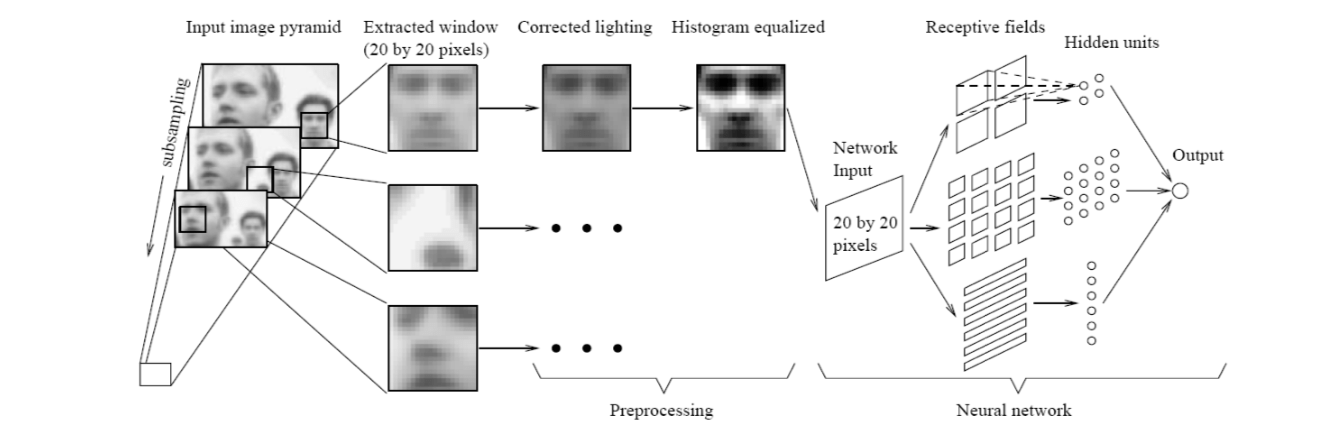 Input image pyramid
Extracted window
(20 by 20 pixels)
Corrected lighting
Histogram equalized
Receptive fields
Hidden units
subsampling
Network
Input
Output
20 by 20
pixels
Preprocessing
Neural network